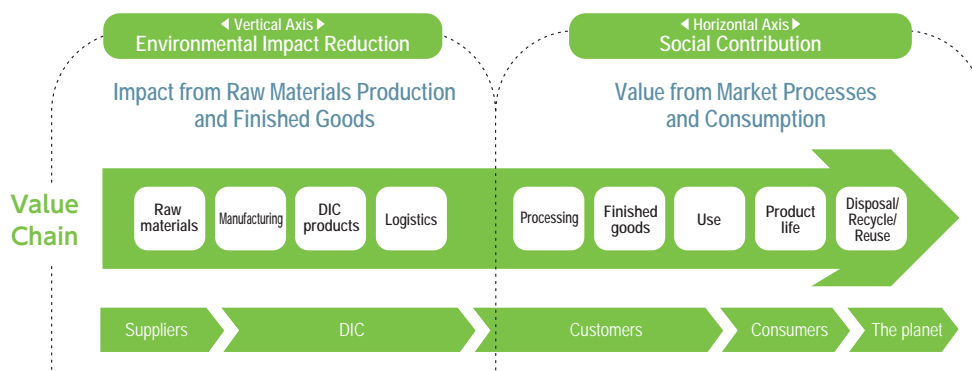 ◀ Vertical Axis ▶
Environmental Impact Reduction
◀ Horizontal Axis ▶
Social Contribution
Impact from Raw Materials Production
and Finished Goods
Value from Market Processes
and Consumption
Value
Chain
Raw
materials
Manufacturing
DIC
products
Logistics
Processing
Finished
goods
Use
Product
life
Disposal/
Recycle/
Reuse
Suppliers
DIC
Customers
Consumers
The planet